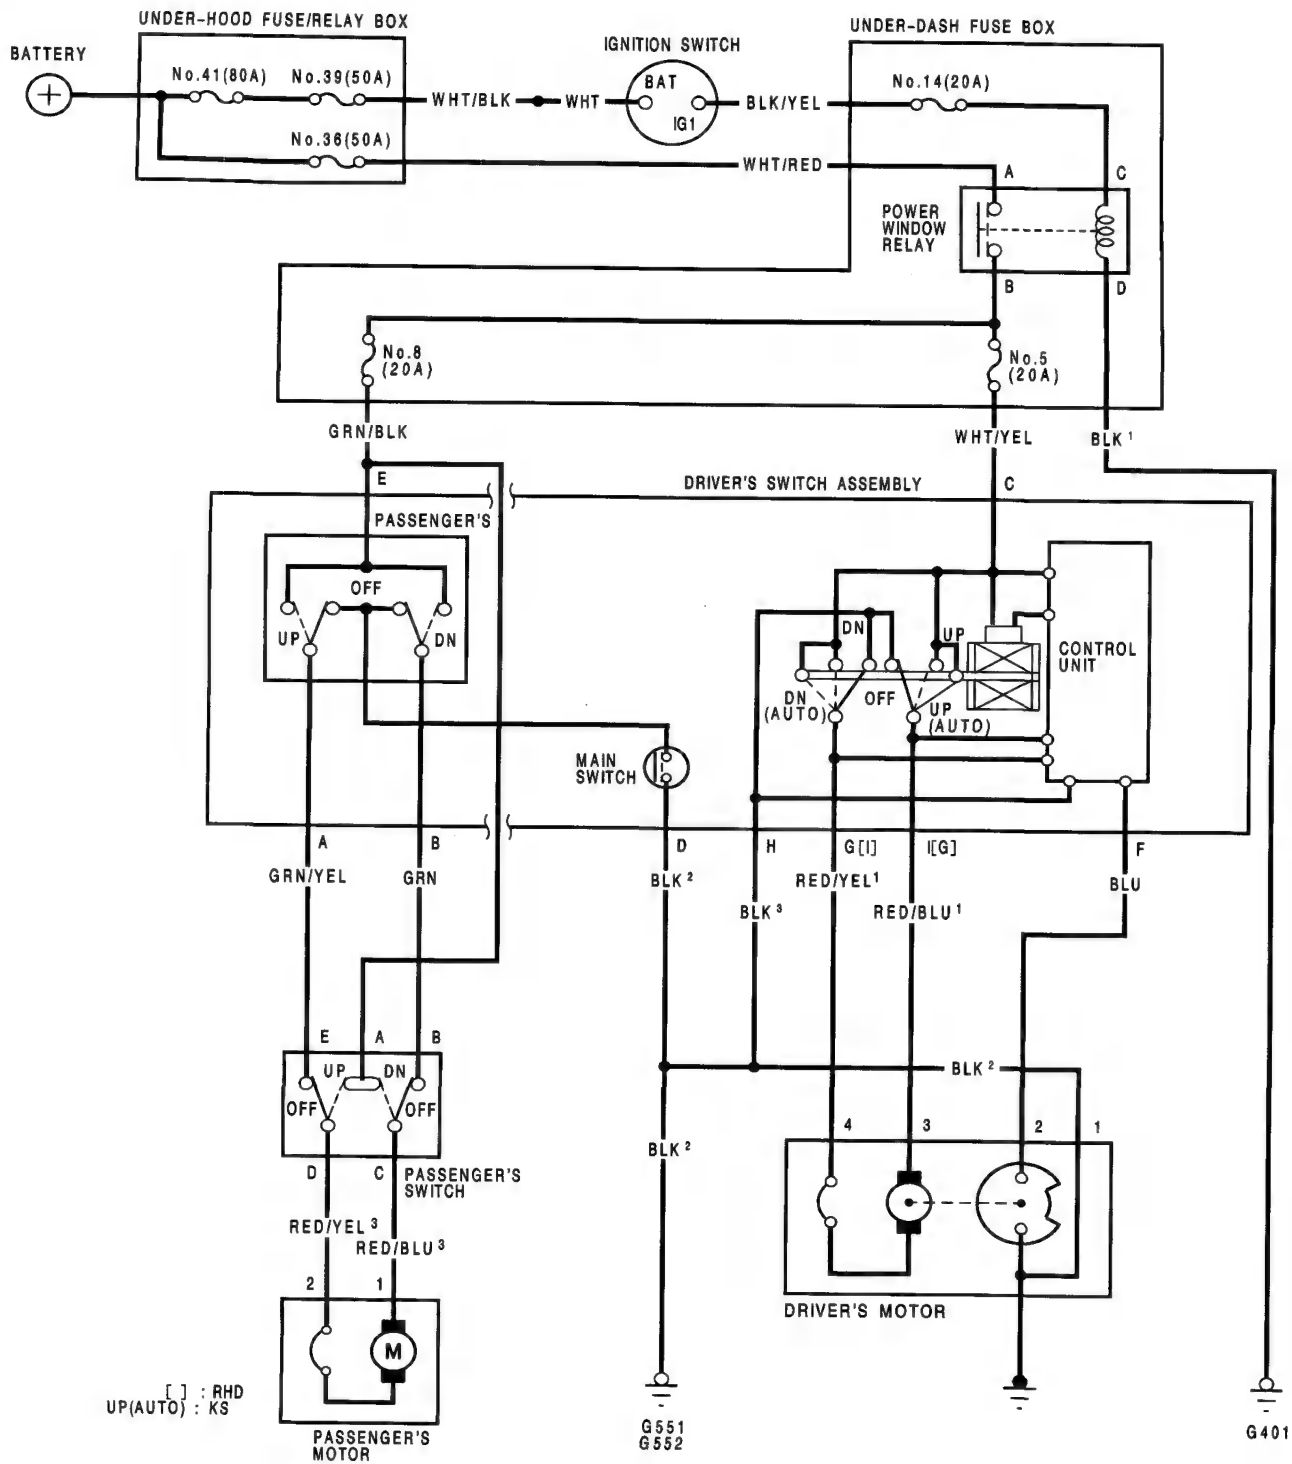 UNDER-HOOD FUSE/RELAY BOX
UNDER-DASH FUSE BOX
BATTERY
IGNITION SWITCH
No.41(80A)
No.39(50A)
BAT
No.14(20A)
WHT/BLK
WHT
BLK/YEL
IG1
No.36(50A)
WHT/RED
A
C
POWER
WINDOW
RELAY
B
D
No.8
(20A)
No.5
(20A)
GRN/BLK
WHT/YEL
BLK 1
E
DRIVER'S SWITCH ASSEMBLY
C
PASSENGER'S
OFF
UP
DN
DN
UP
CONTROL
UNIT
DN
(AUTO)
OFF
UP
(AUTO)
MAIN
SWITCH
A
B
D
H
G[I]
I[G]
F
GRN/YEL
GRN
BLK 2
RED/YEL 1
BLU
BLK 3
RED/BLU 1
E
A
B
UP
DN
OFF
OFF
BLK 2
4
3
2
1
D
C
PASSENGER'S
SWITCH
BLK 2
RED/YEL 3
RED/BLU 3
2
1
DRIVER'S MOTOR
M
[ ] : RHD
UP(AUTO) : KS
PASSENGER'S
MOTOR
G551
G552
G401